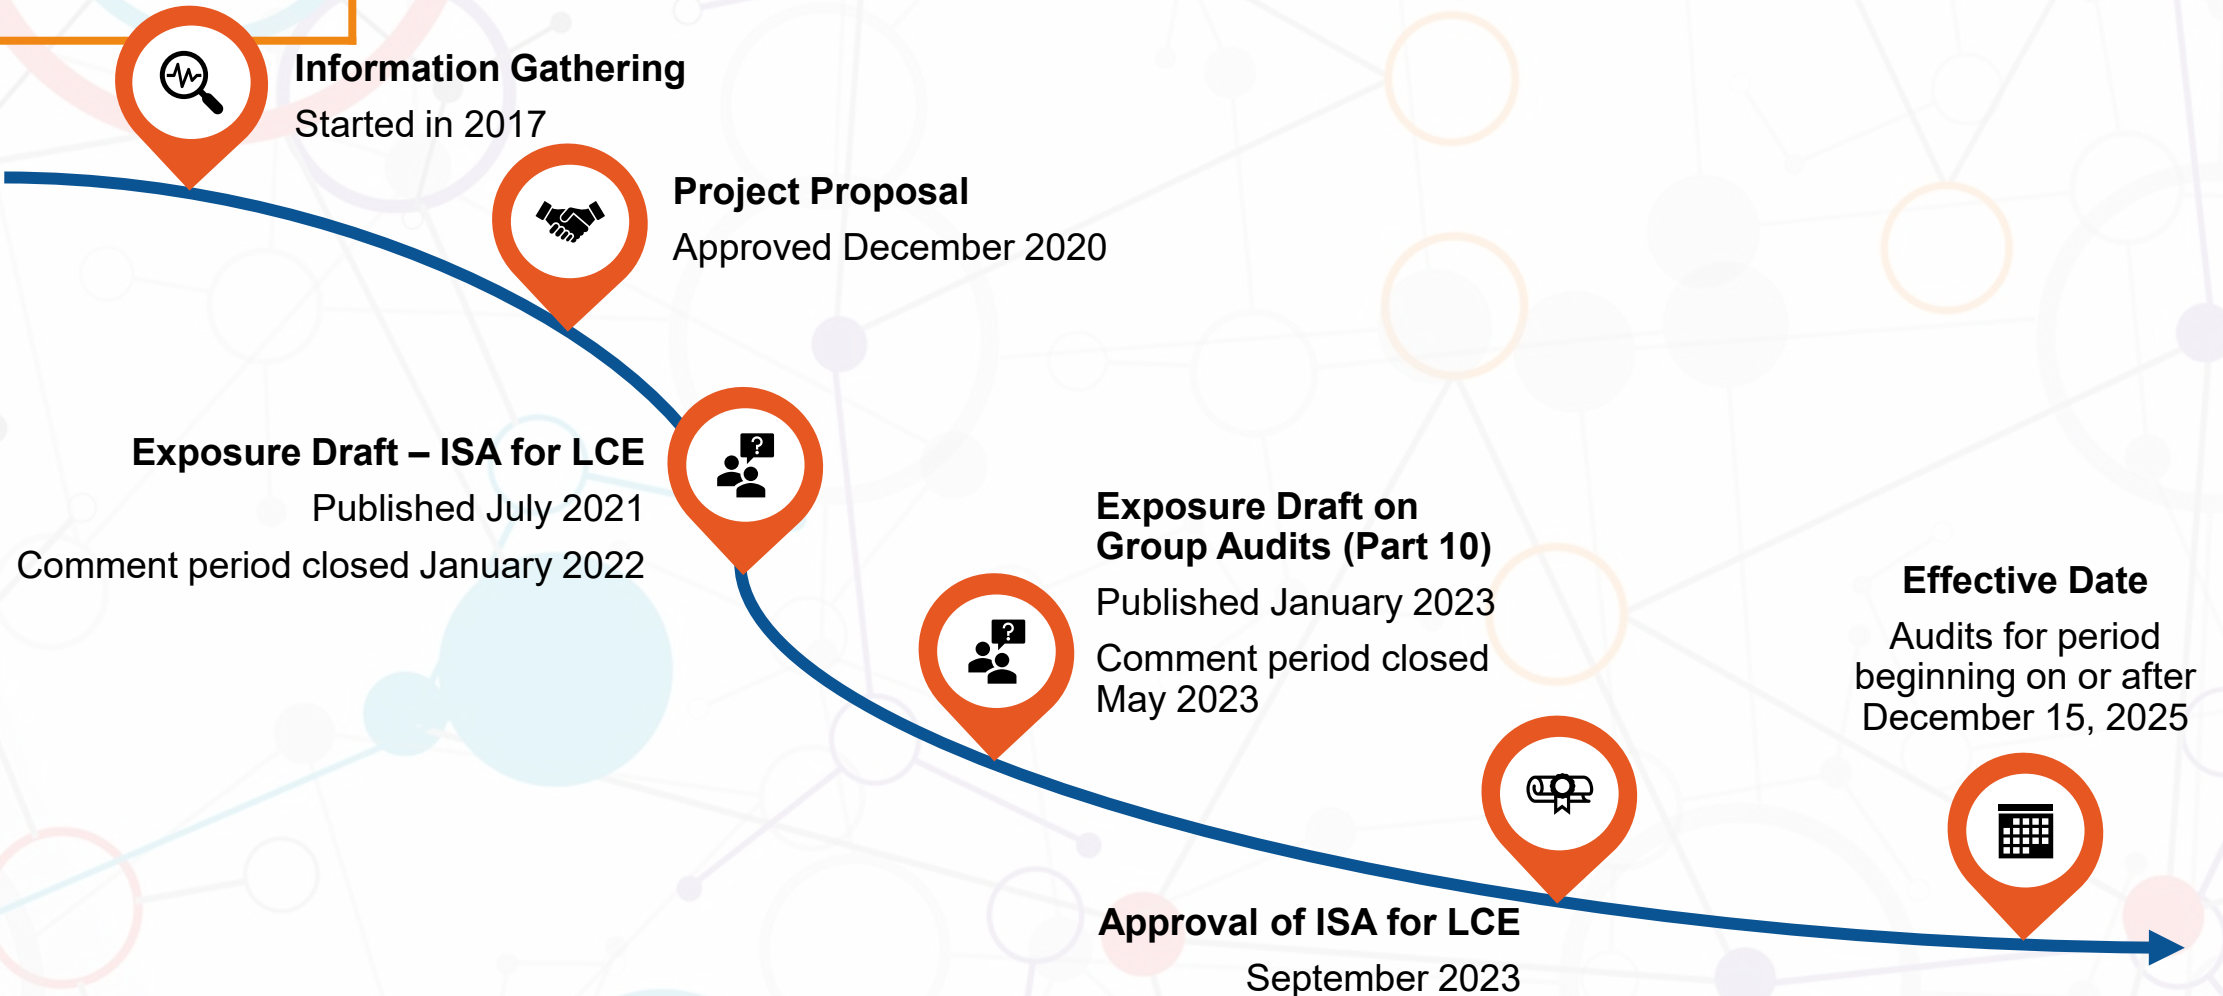 Information Gathering
Started in 2017
Project Proposal
Approved December 2020
Exposure Draft – ISA for LCE
Published July 2021
Comment period closed January 2022
Exposure Draft on
Group Audits (Part 10)
Published January 2023
Comment period closed
May 2023
Approval of ISA for LCE
September 2023
Effective Date
Audits for period
beginning on or after
December 15, 2025